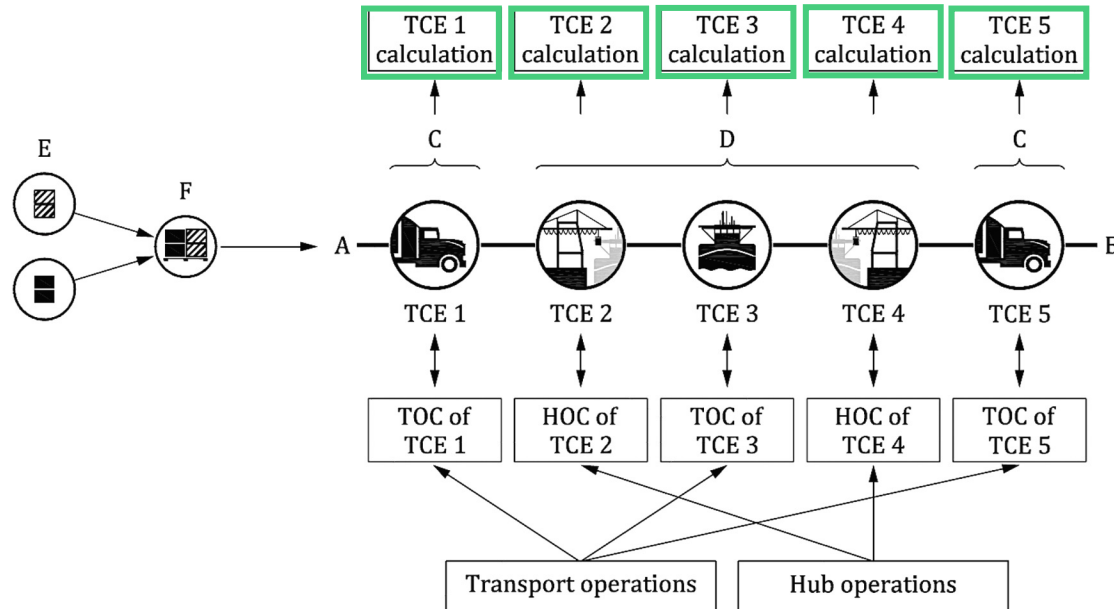 TCE 1
calculation
TCE 2
calculation
TCE 3
calculation
TCE 4
calculation
TCE 5
calculation
C
D
C
E
F
A
B
TCE 1
TCE 2
TCE 3
TCE 4
TCE 5
TOC of
TCE 1
HOC of
TCE 2
TOC of
TCE 3
HOC of
TCE 4
TOC of
TCE 5
Transport operations
Hub operations